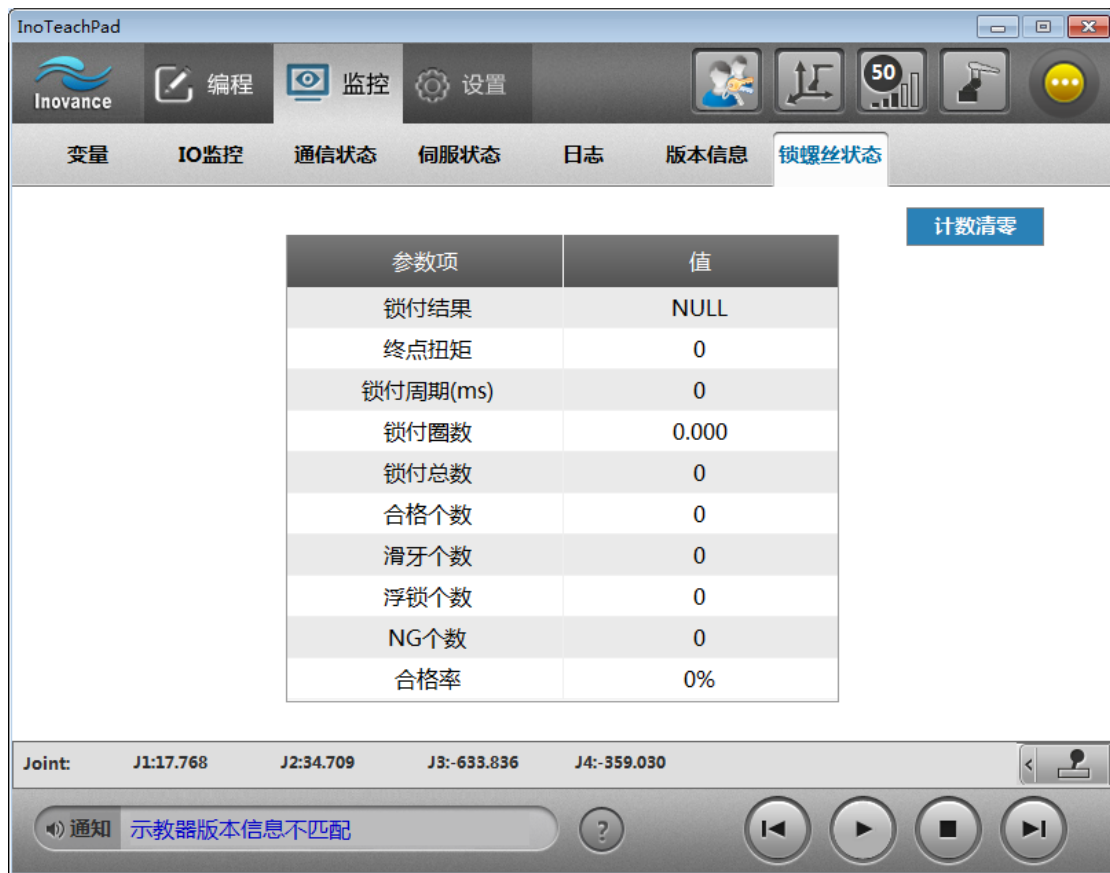 InoTeachPad
Inovance 编程 监控 设置 50
变量 IO监控 通信状态 伺服状态 日志 版本信息 锁螺丝状态
计数清零
参数项 值
锁付结果 NULL
终点扭矩 0
锁付周期(ms) 0
锁付圈数 0.000
锁付总数 0
合格个数 0
滑牙个数 0
浮锁个数 0
NG个数 0
合格率 0%
Joint: J1:17.768 J2:34.709 J3:-633.836 J4:-359.030 <
通知 示教器版本信息不匹配 ?